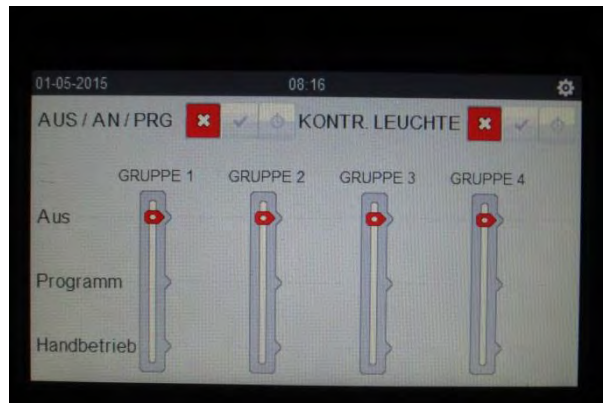 01-05-2015 08:16
AUS / AN / PRG KONTR. LEUCHTE
GRUPPE 1 GRUPPE 2 GRUPPE 3 GRUPPE 4
Aus
Programm
Handbetrieb